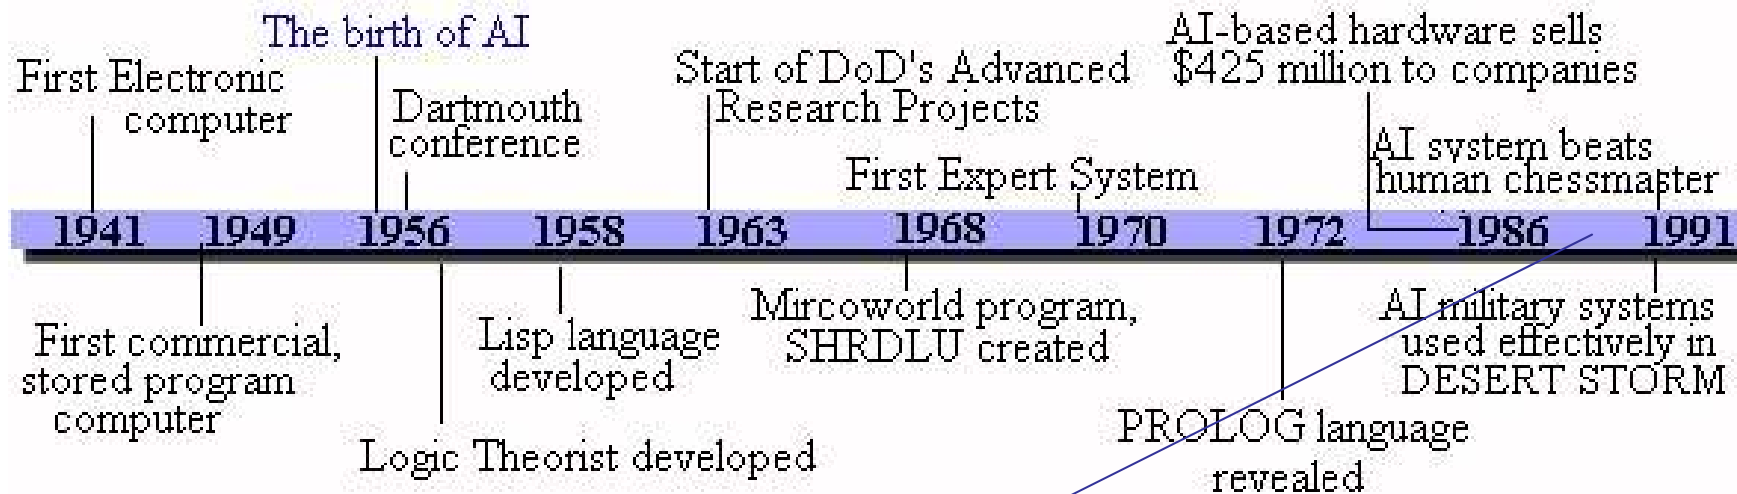 The birth of AI
First Electronic
computer
Dartmouth
conference
Start of DoD's Advanced
Research Projects
First Expert System
AI-based hardware sells
$425 million to companies
AI system beats
human chessmaster
1941 1949 1956 1958 1963 1968 1970 1972 1986 1991
First commercial,
stored program
computer
Logic Theorist developed
Lisp language
developed
Mircoworld program,
SHRDLU created
PROLOG language
revealed
AI military systems
used effectively in
DESERT STORM